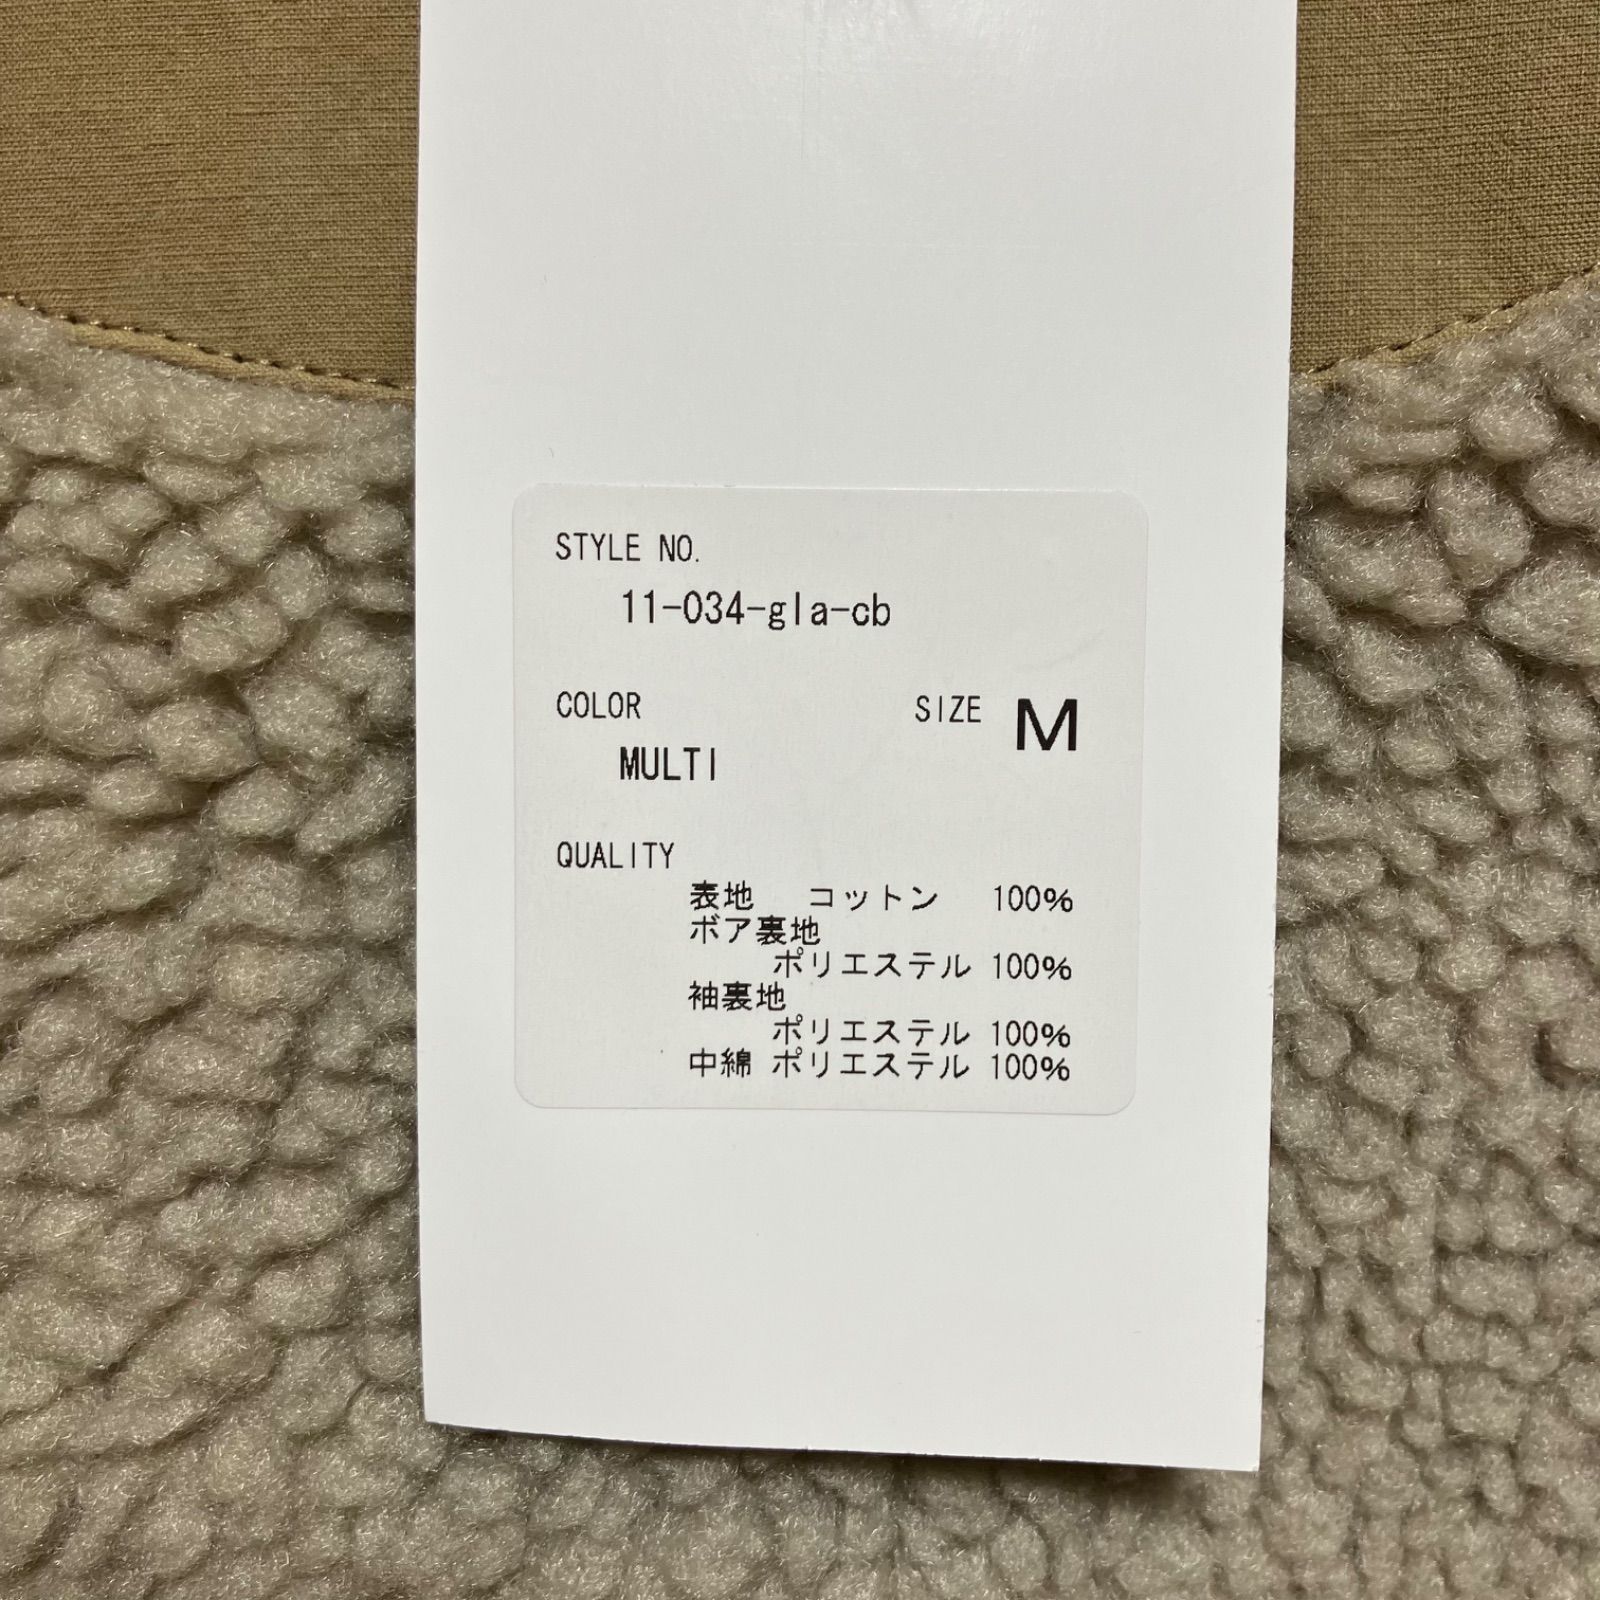 STYLE NO.
11-034-gla-cb
COLOR SIZE M
MULTI
QUALITY
表地 コットン 100%
ボア裏地
ポリエステル 100%
袖裏地
ポリエステル 100%
中綿 ポリエステル 100%